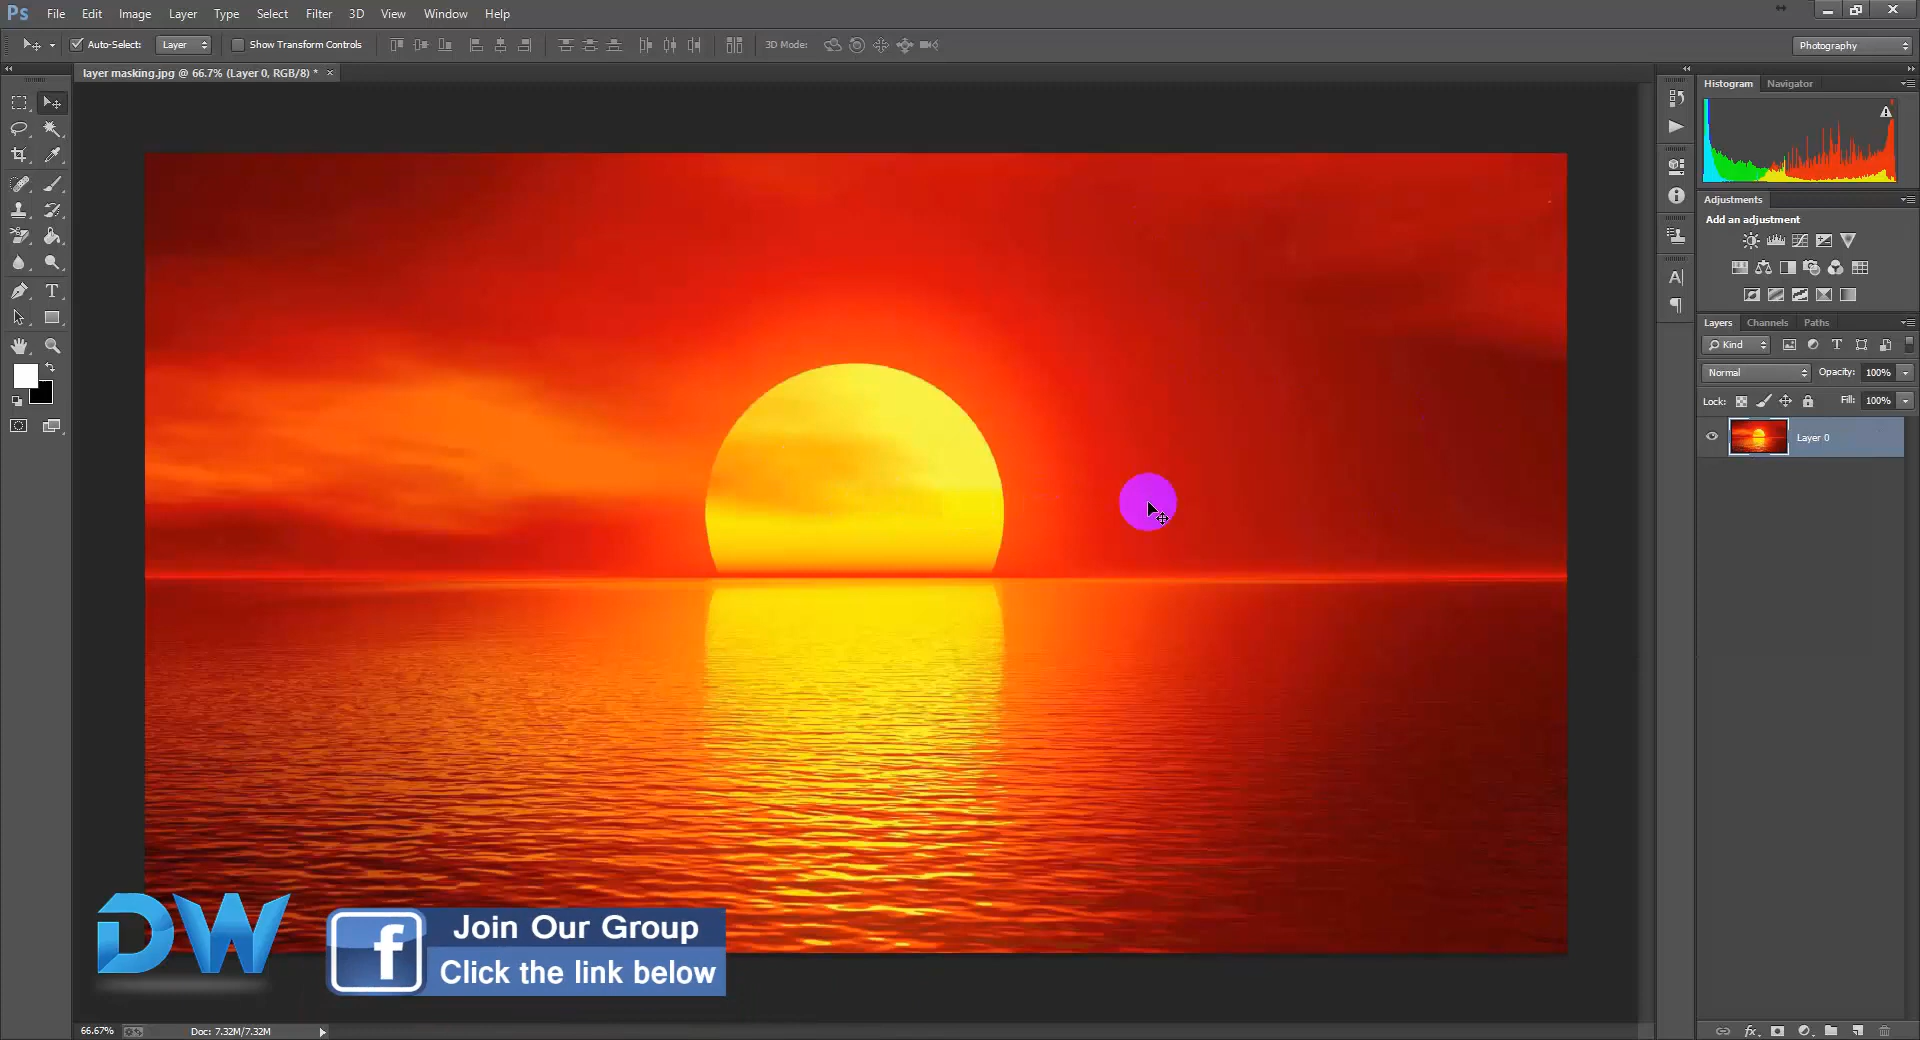 Ps File Edit Image Layer Type Select Filter 3D View Window Help
Auto-Select: Layer Show Transform Controls 3D Mode: Photography
layer masking.jpg @ 66.7% (Layer 0, RGB/8) * ×
Histogram Navigator
Adjustments
Add an adjustment
Layers Channels Paths
Kind
Normal Opacity: 100%
Lock: Fill: 100%
Layer 0
DW
f
Join Our Group
Click the link below
66.67% Doc: 7.32M/7.32M